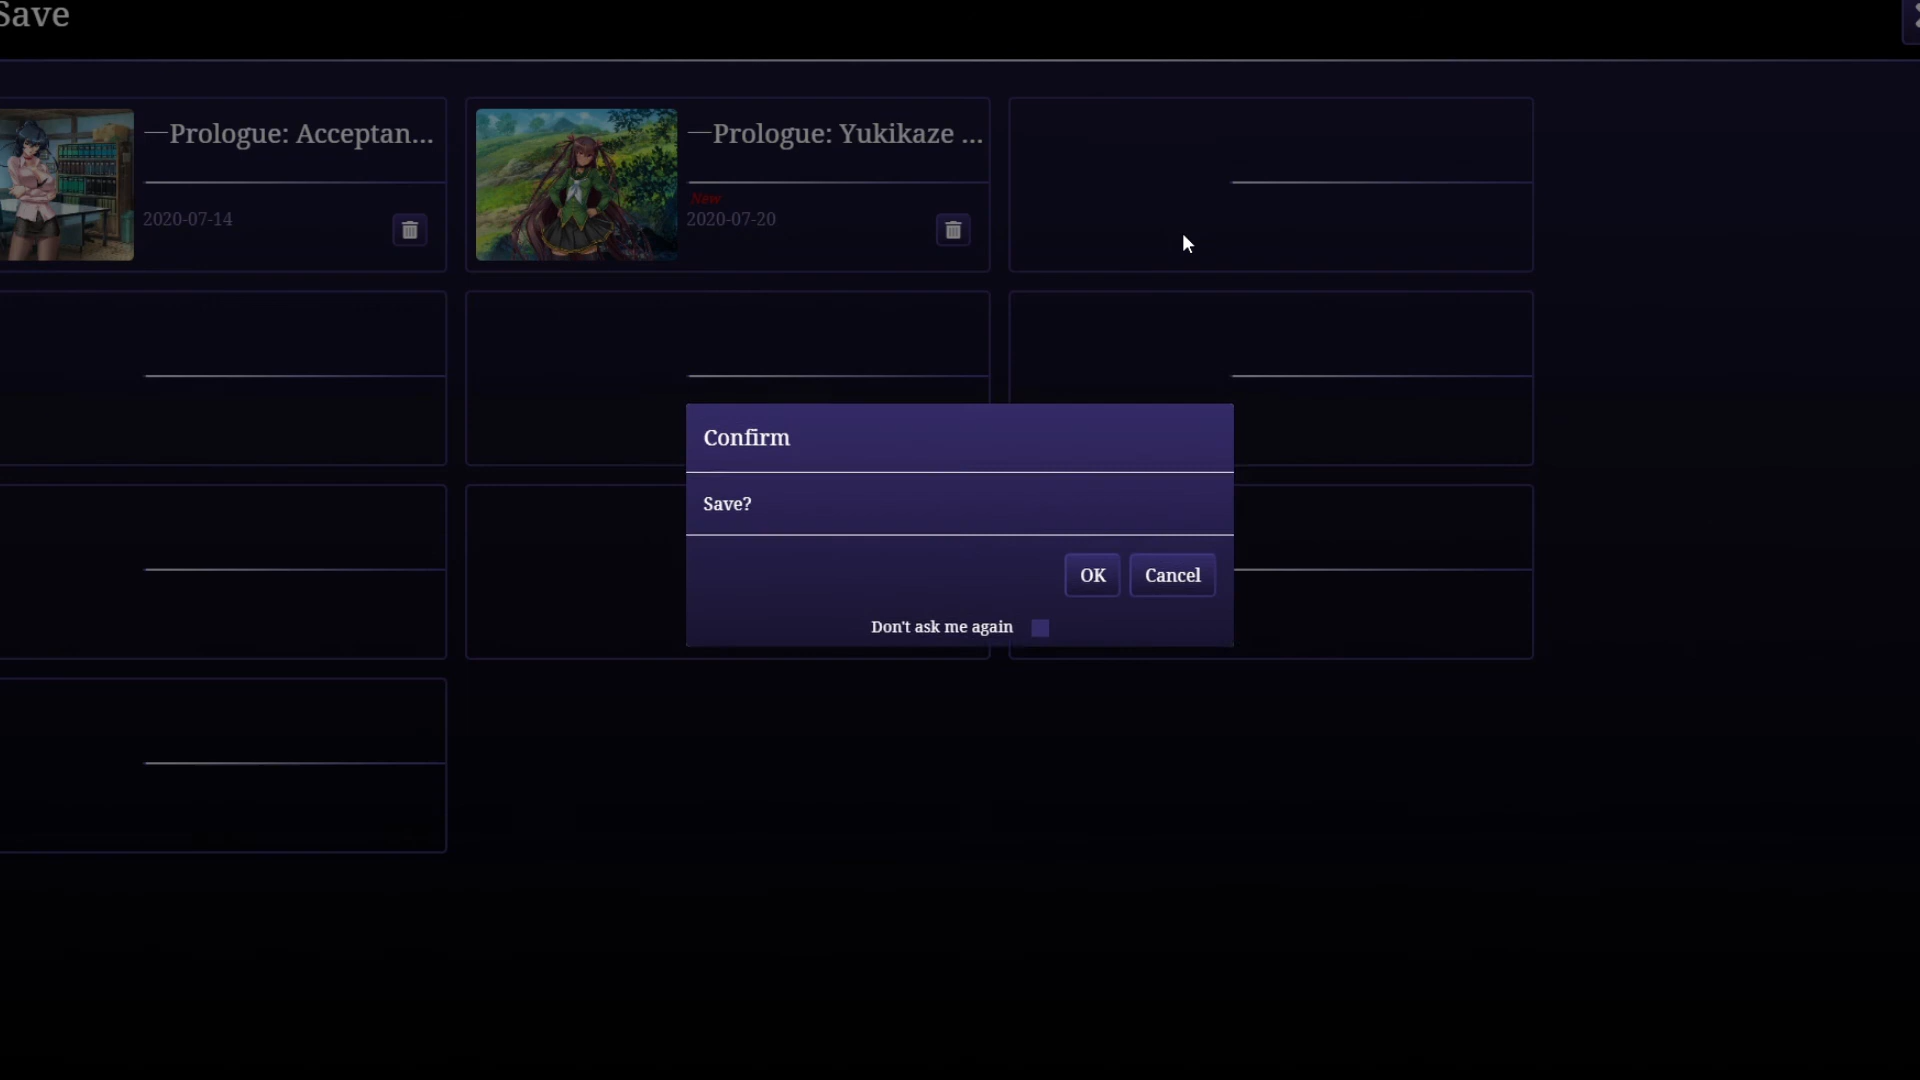 Save
—Prologue: Acceptan...
2020-07-14
—Prologue: Yukikaze ...
New
2020-07-20
Confirm
Save?
OK
Cancel
Don't ask me again